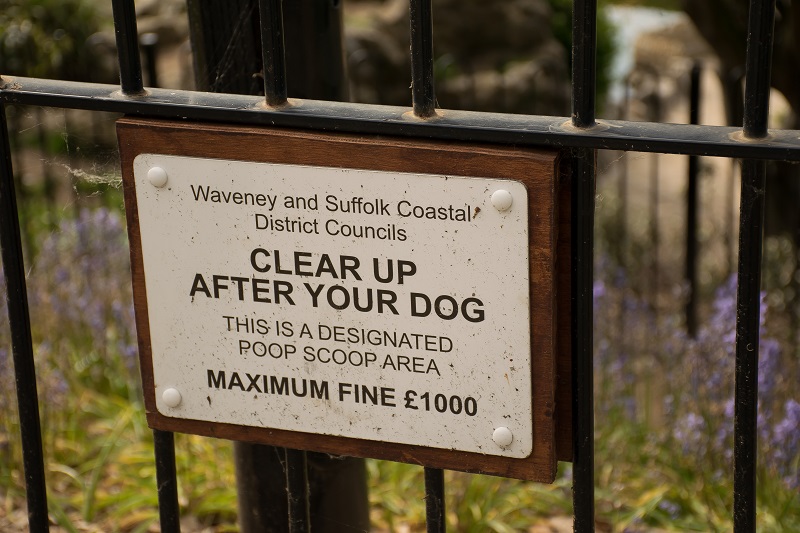 Waveney and Suffolk Coastal
District Councils
CLEAR UP
AFTER YOUR DOG
THIS IS A DESIGNATED
POOP SCOOP AREA
MAXIMUM FINE £1000